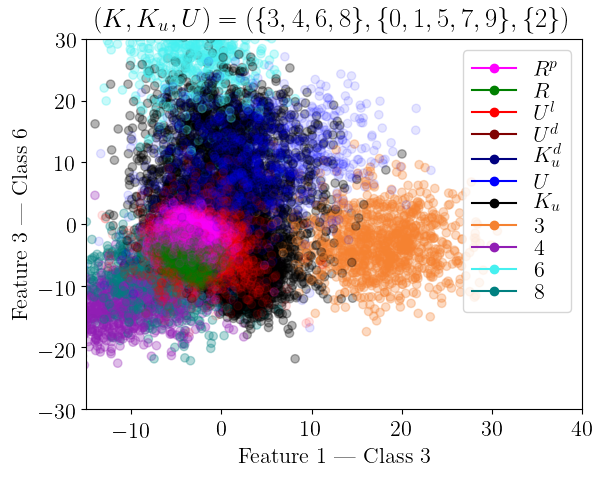 (K, K_u, U) = ({3, 4, 6, 8}, {0, 1, 5, 7, 9}, {2})
30
20
10
0
−10
−20
−30
Feature 3 — Class 6
−10
0
10
20
30
40
Feature 1 — Class 3
R^p
R
U^l
U^d
K_u^d
U
K_u
3
4
6
8